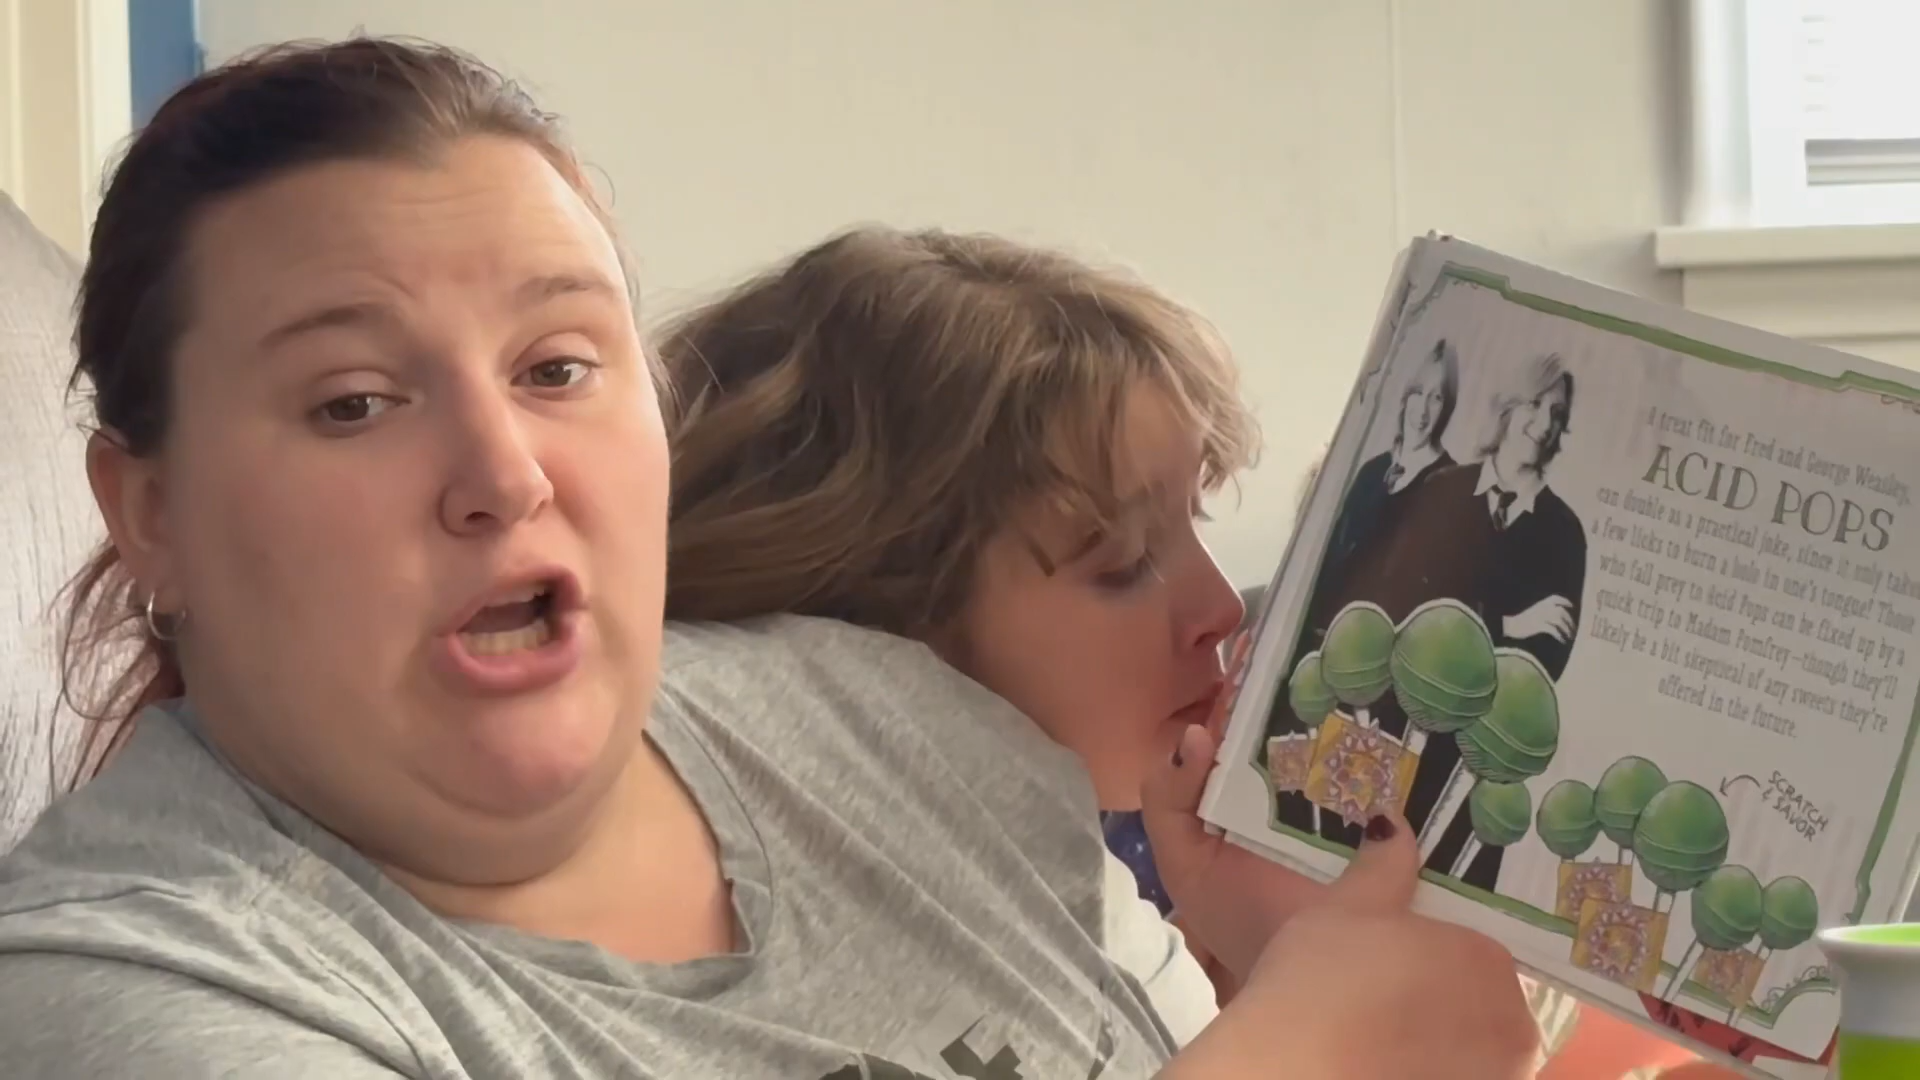 A great fit for Fred and George Weasley,
ACID POPS
can double as a practical joke, since it only takes
a few licks to burn a hole in one's tongue! Those
who fall prey to Acid Pops can be fixed up by a
quick trip to Madam Pomfrey—though they'll
likely be a bit skeptical of any sweets they're
offered in the future.
SCRATCH
& SAVOR